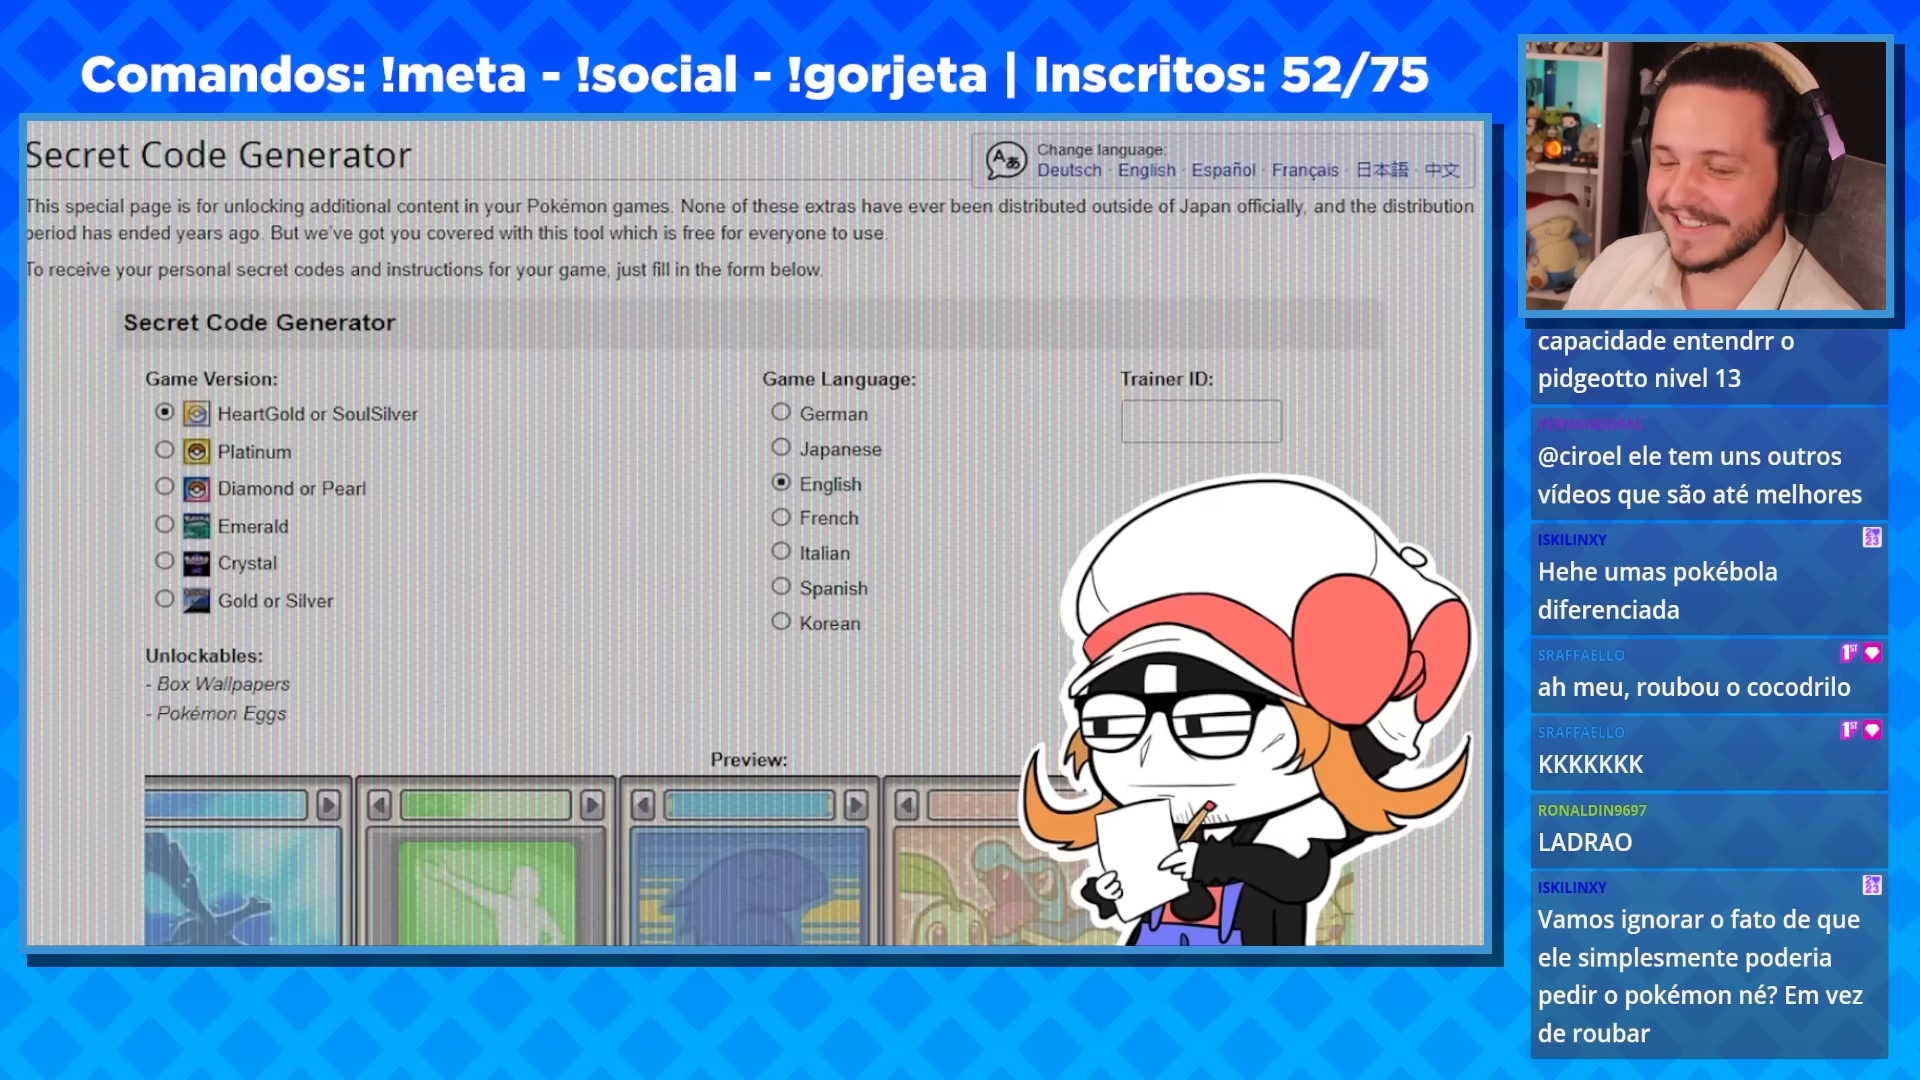 Comandos: !meta - !social - !gorjeta | Inscritos: 52/75
Secret Code Generator
Change language:
Deutsch · English · Español · Français · 日本語 · 中文
This special page is for unlocking additional content in your Pokémon games. None of these extras have ever been distributed outside of Japan officially, and the distribution
period has ended years ago. But we've got you covered with this tool which is free for everyone to use.
To receive your personal secret codes and instructions for your game, just fill in the form below.
Secret Code Generator
Game Version:
HeartGold or SoulSilver
Platinum
Diamond or Pearl
Emerald
Crystal
Gold or Silver
Unlockables:
- Box Wallpapers
- Pokémon Eggs
Game Language:
German
Japanese
English
French
Italian
Spanish
Korean
Trainer ID:
Preview:
capacidade entendrr o
pidgeotto nivel 13
@ciroel ele tem uns outros
vídeos que são até melhores
ISKILINXY
Hehe umas pokébola
diferenciada
SRAFFAELLO
ah meu, roubou o cocodrilo
SRAFFAELLO
KKKKKKK
RONALDIN9697
LADRAO
ISKILINXY
Vamos ignorar o fato de que
ele simplesmente poderia
pedir o pokémon né? Em vez
de roubar